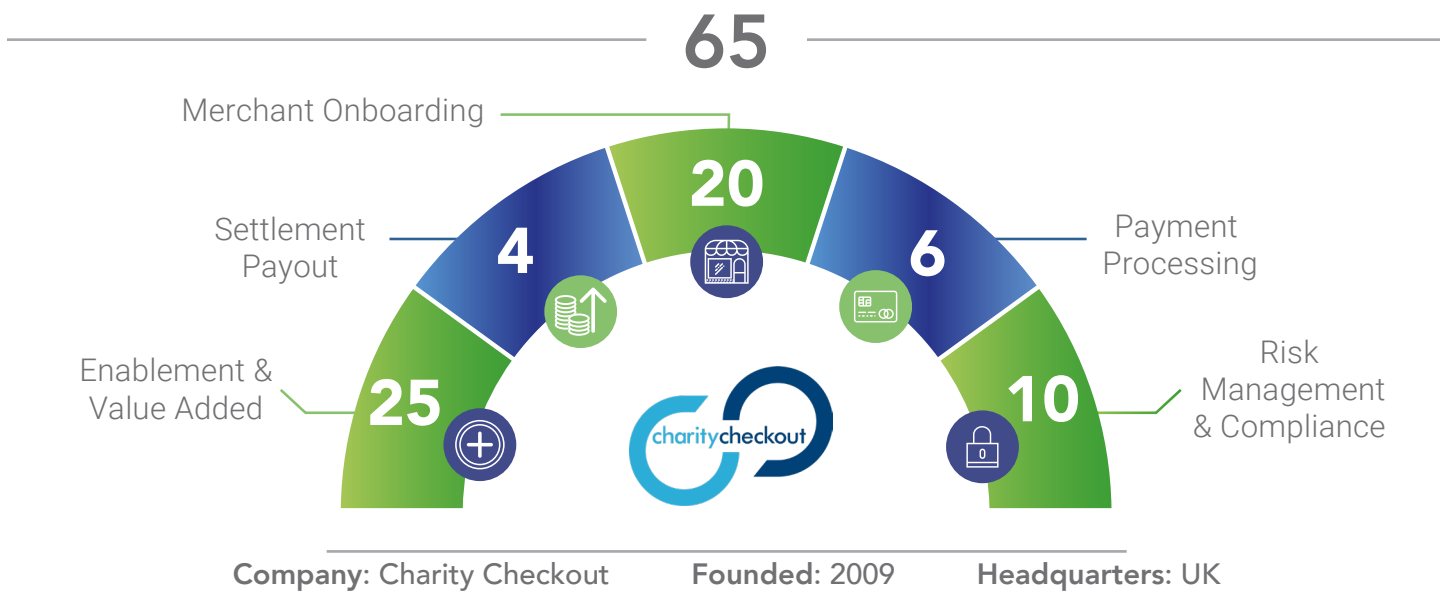 65
Merchant Onboarding
20
Settlement
Payout
4
6
Payment
Processing
Enablement &
Value Added
25
10
Risk
Management
& Compliance
0
charitycheckout
Company: Charity Checkout Founded: 2009 Headquarters: UK